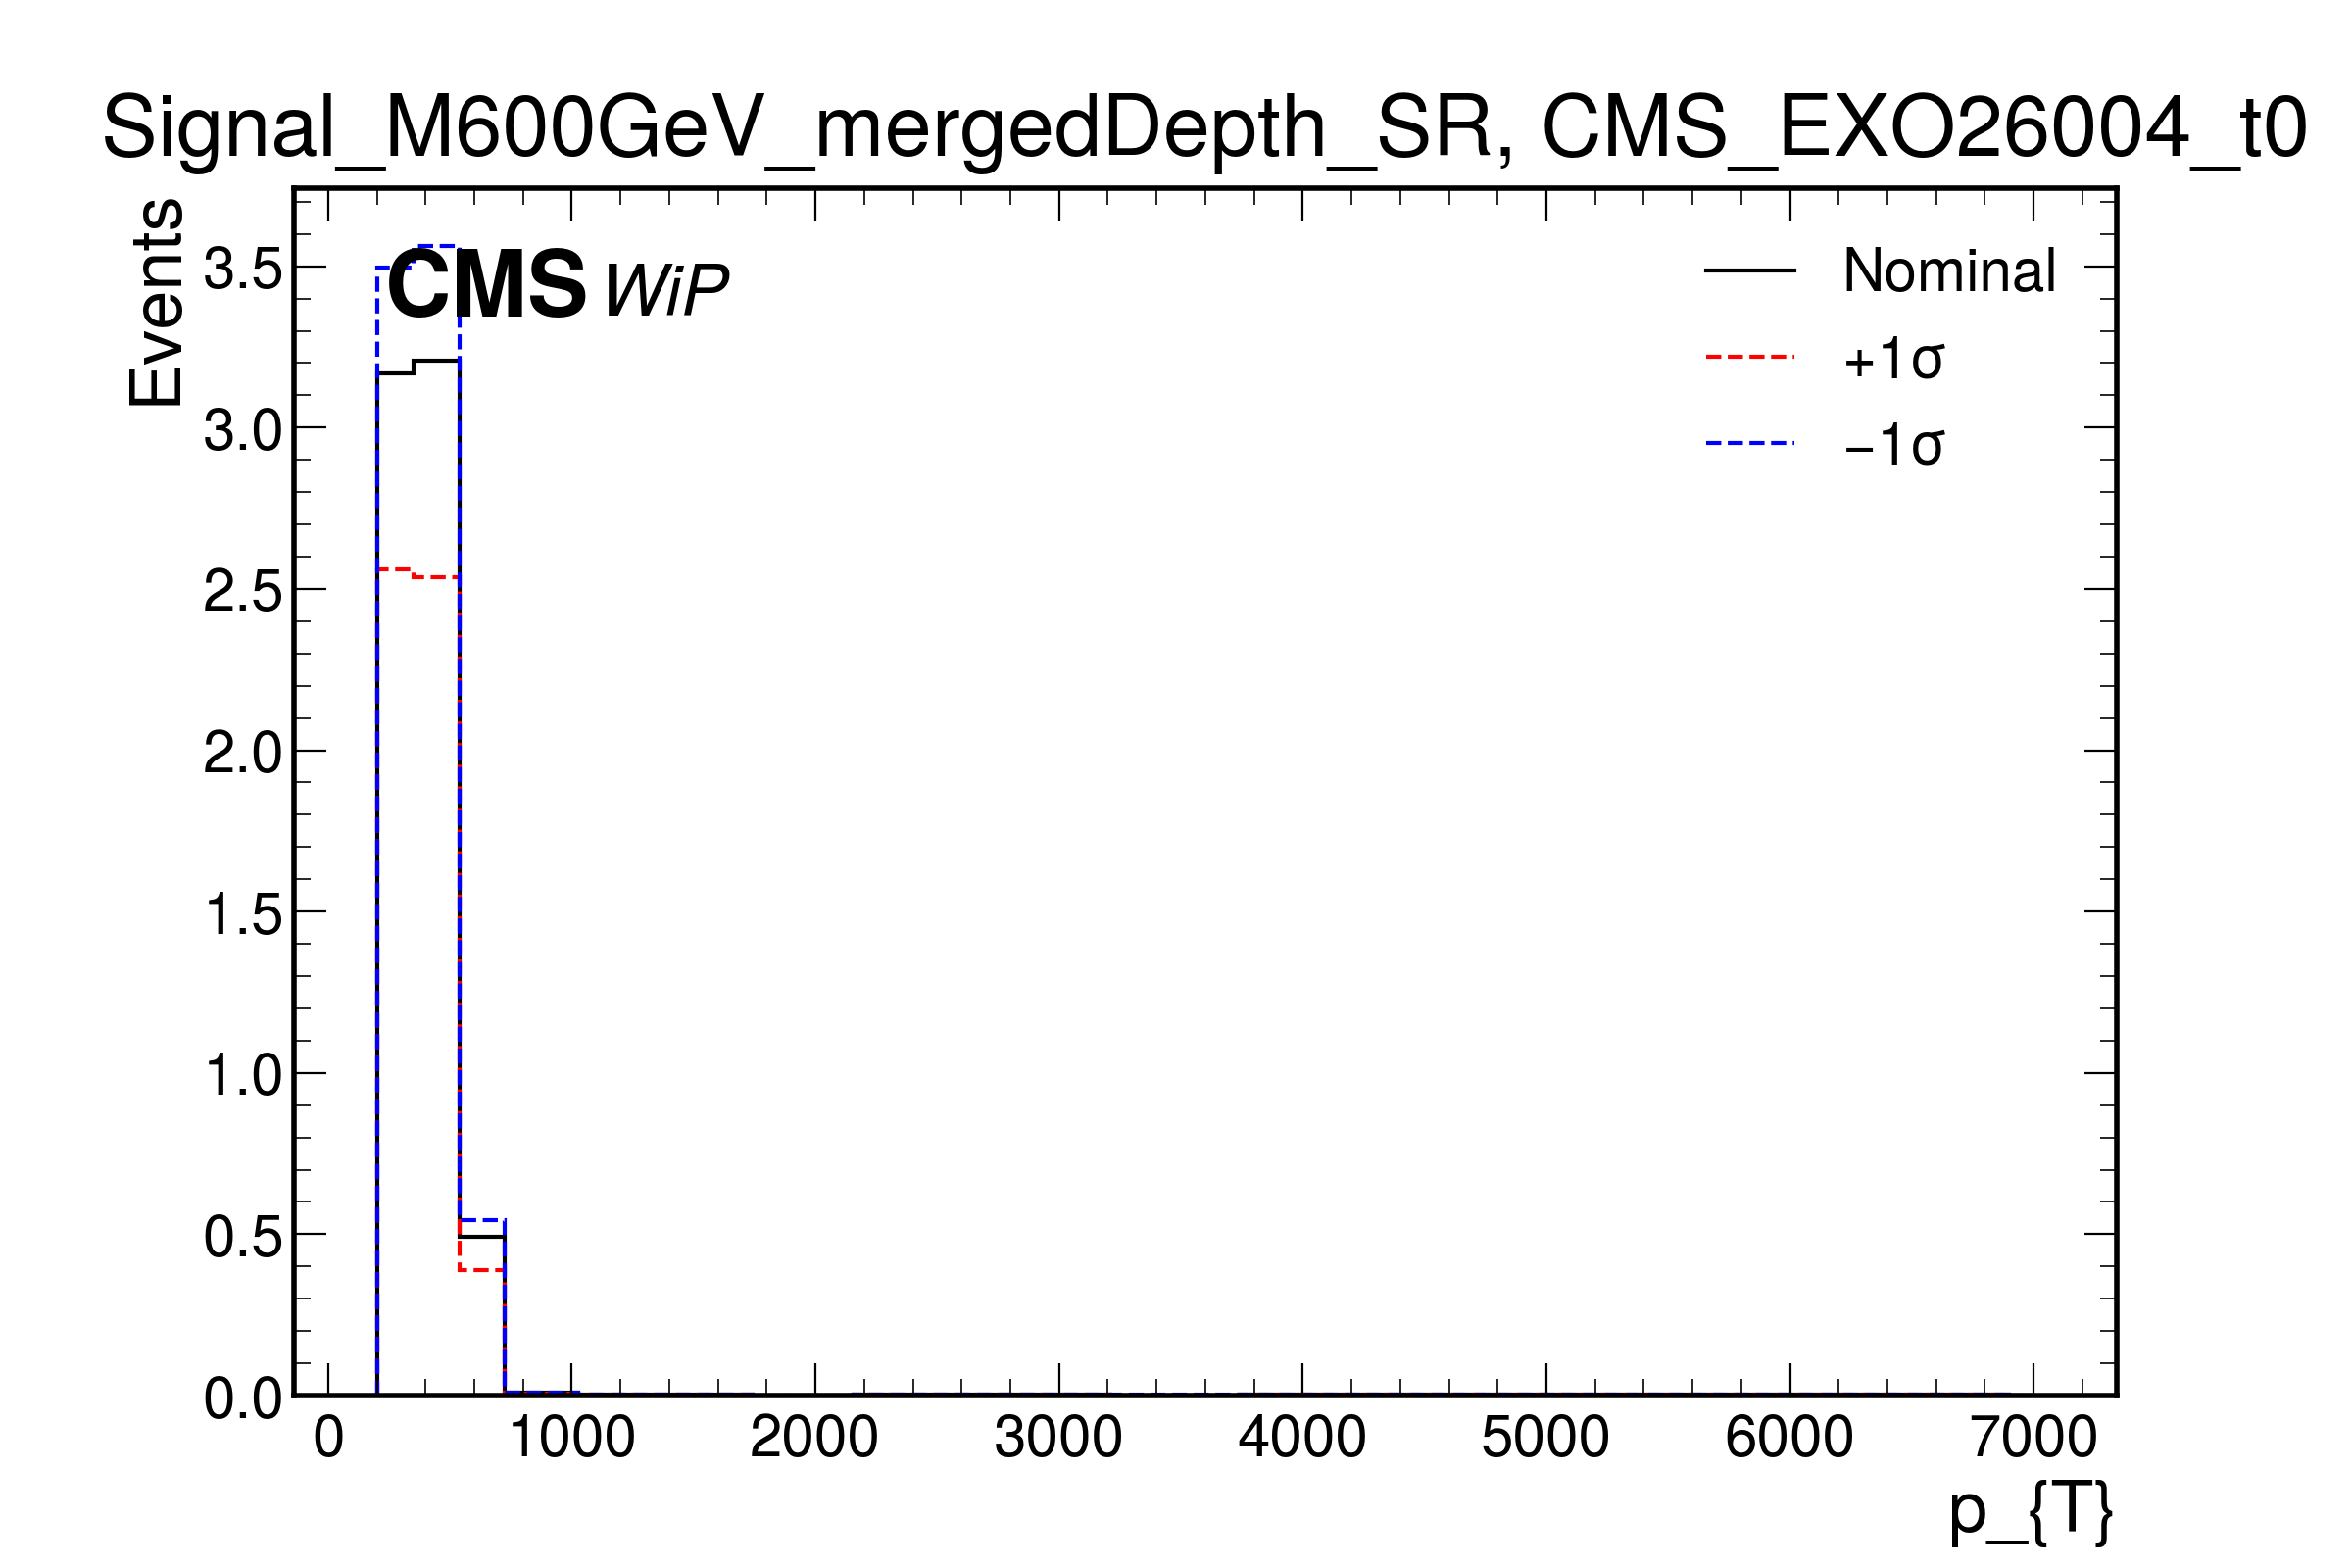 Signal_M600GeV_mergedDepth_SR, CMS_EXO26004_t0
Events
CMS WiP
Nominal
+1σ
−1σ
3.5
3.0
2.5
2.0
1.5
1.0
0.5
0.0
0 1000 2000 3000 4000 5000 6000 7000
p_{T}